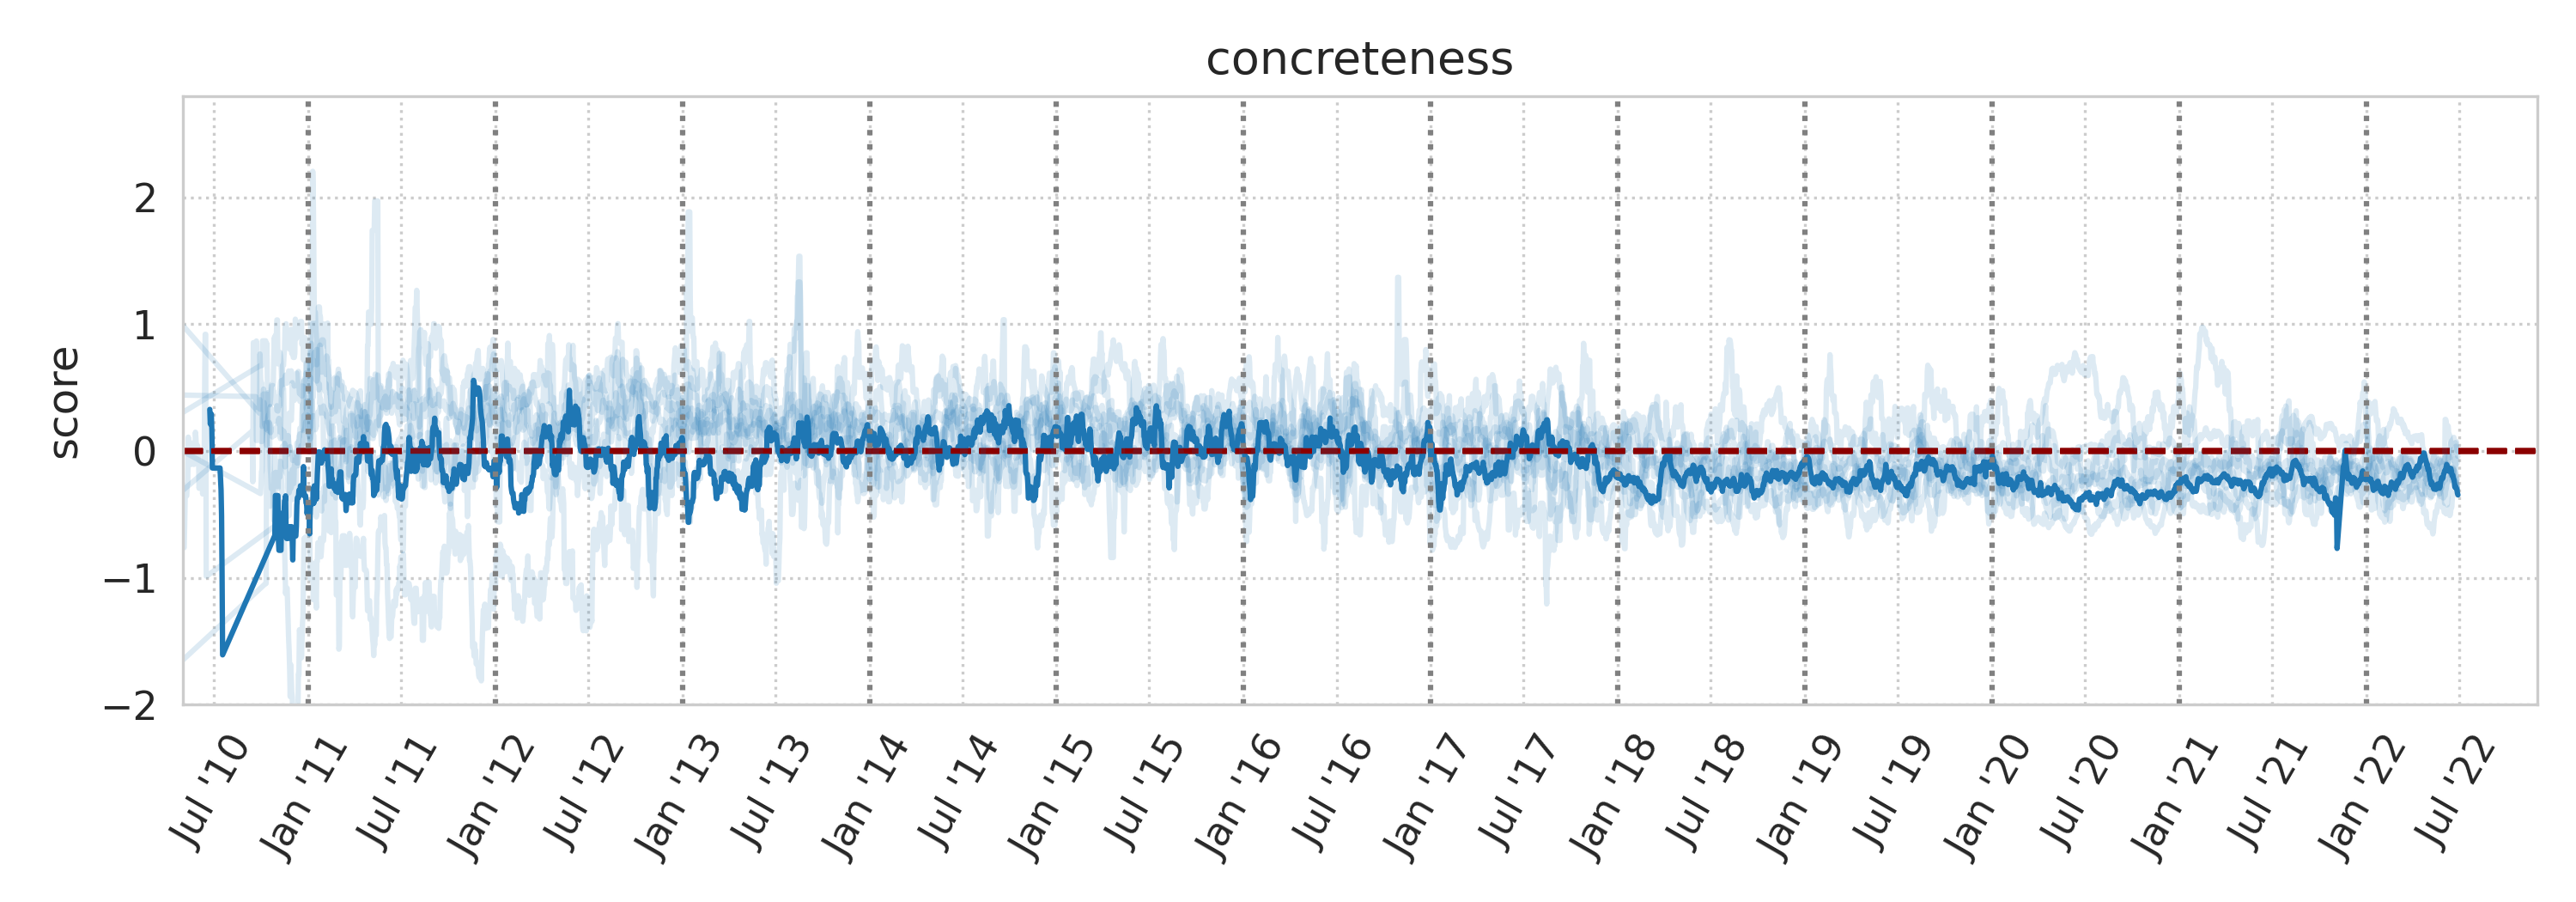 concreteness
score
2
1
0
−1
−2
Jul '10
Jan '11
Jul '11
Jan '12
Jul '12
Jan '13
Jul '13
Jan '14
Jul '14
Jan '15
Jul '15
Jan '16
Jul '16
Jan '17
Jul '17
Jan '18
Jul '18
Jan '19
Jul '19
Jan '20
Jul '20
Jan '21
Jul '21
Jan '22
Jul '22